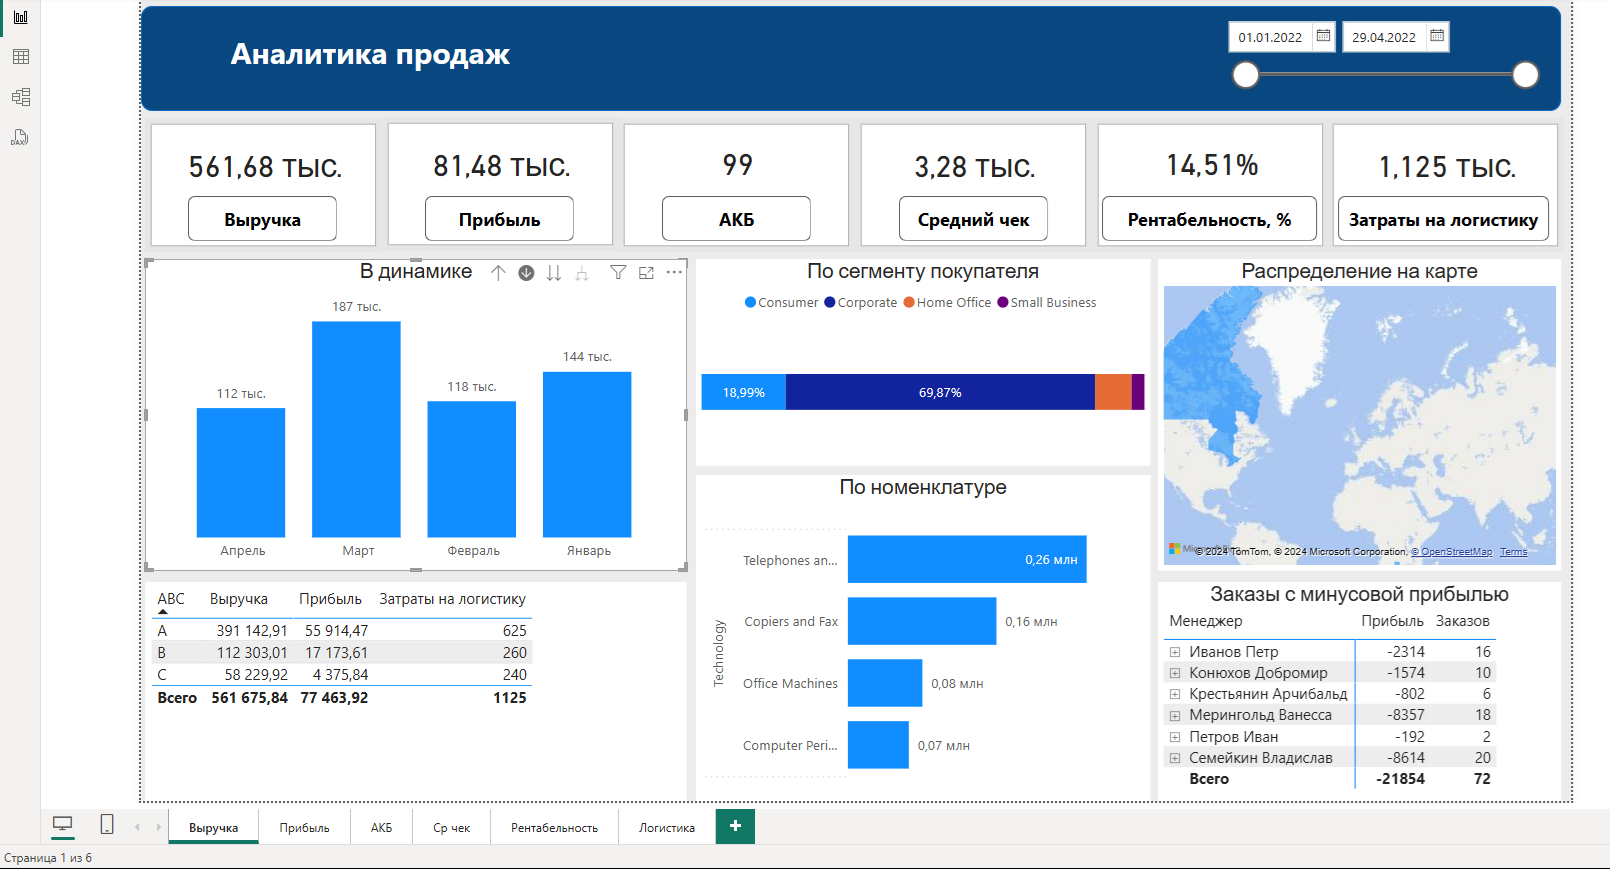 Аналитика продаж
01.01.2022 29.04.2022
DAX
561,68 тыс.
Выручка
81,48 тыс.
Прибыль
99
АКБ
3,28 тыс.
Средний чек
14,51%
Рентабельность, %
1,125 тыс.
Затраты на логистику
В динамике
187 тыс.
144 тыс.
118 тыс.
112 тыс.
Апрель Март Февраль Январь
По сегменту покупателя
Consumer Corporate Home Office Small Business
18,99% 69,87%
Распределение на карте
© 2024 TomTom, © 2024 Microsoft Corporation, © OpenStreetMap Terms
По номенклатуре
Technology
Telephones an... 0,26 млн
Copiers and Fax 0,16 млн
Office Machines 0,08 млн
Computer Peri... 0,07 млн
ABC Выручка Прибыль Затраты на логистику
A 391 142,91 55 914,47 625
B 112 303,01 17 173,61 260
C 58 229,92 4 375,84 240
Всего 561 675,84 77 463,92 1125
Заказы с минусовой прибылью
Менеджер Прибыль Заказов
Иванов Петр -2314 16
Конюхов Добромир -1574 10
Крестьянин Арчибальд -802 6
Мерингольд Ванесса -8357 18
Петров Иван -192 2
Семейкин Владислав -8614 20
Всего -21854 72
Выручка Прибыль АКБ Ср чек Рентабельность Логистика
Страница 1 из 6